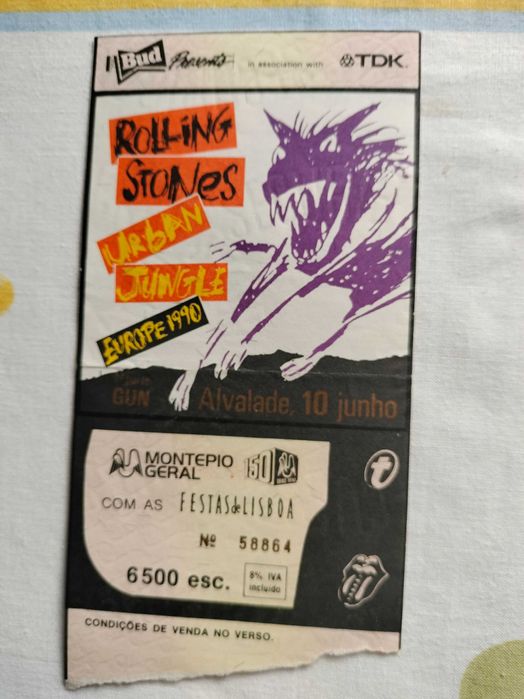 Bud Presents in association with TDK.
ROLLING
STONES
URBAN
JUNGLE
EUROPE 1990
GUN
Alvalade, 10 junho
MONTEPIO
GERAL
150
COM AS FESTAS de LISBOA
Nº 58864
6500 esc.
8% IVA
incluído
CONDIÇÕES DE VENDA NO VERSO.